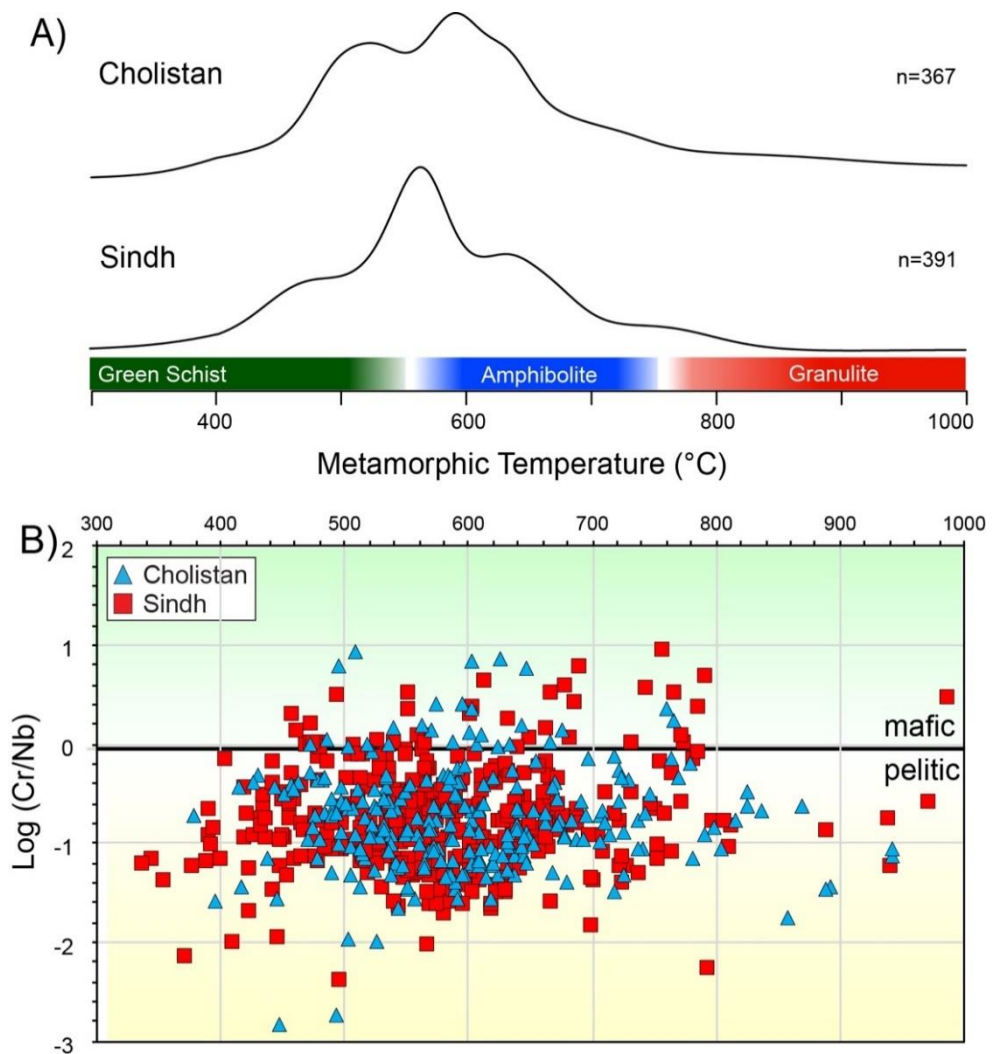 A)
Cholistan
n=367
Sindh
n=391
Green Schist
Amphibolite
Granulite
400
600
800
1000
Metamorphic Temperature (°C)
B)
300
400
500
600
700
800
900
1000
2
1
0
-1
-2
-3
Log (Cr/Nb)
Cholistan
Sindh
mafic
pelitic